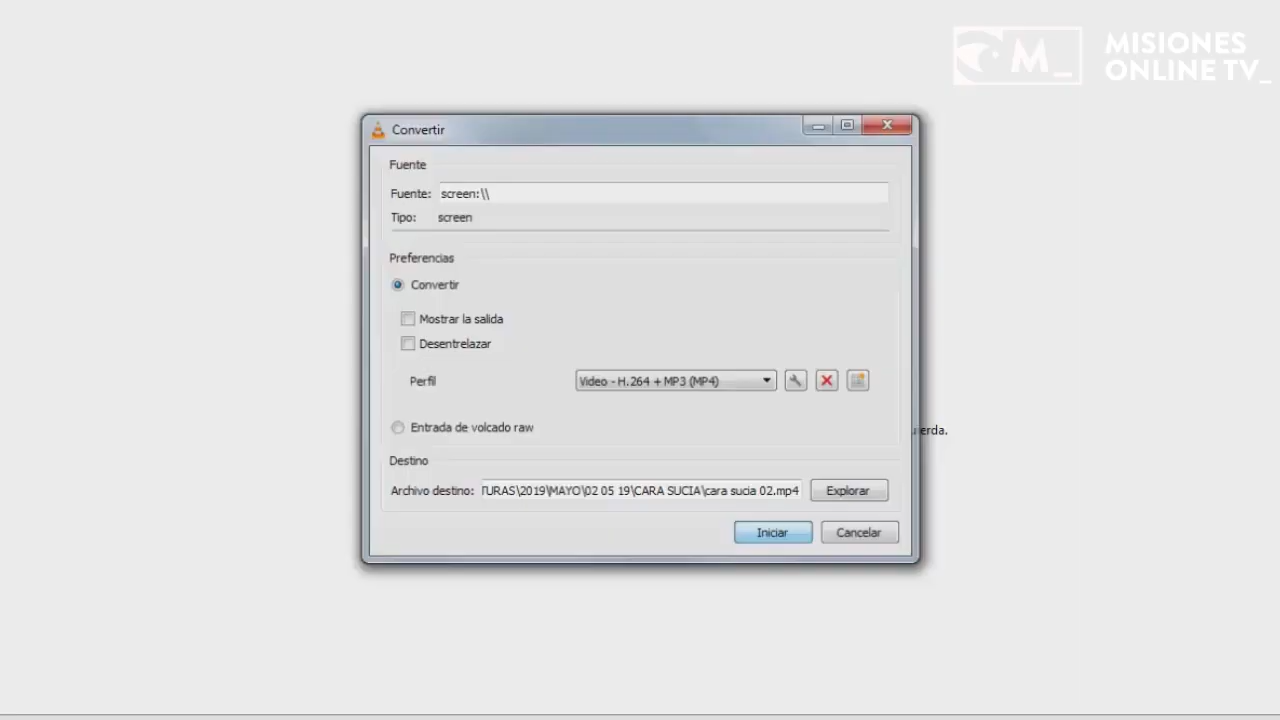 M_
MISIONES
ONLINE TV_
Convertir
Fuente
Fuente: screen:\\
Tipo: screen
Preferencias
Convertir
Mostrar la salida
Desentrelazar
Perfil Video - H.264 + MP3 (MP4)
Entrada de volcado raw
erda.
Destino
Archivo destino: TURAS\2019\MAYO\02 05 19\CARA SUCIA\cara sucia 02.mp4 Explorar
Iniciar Cancelar